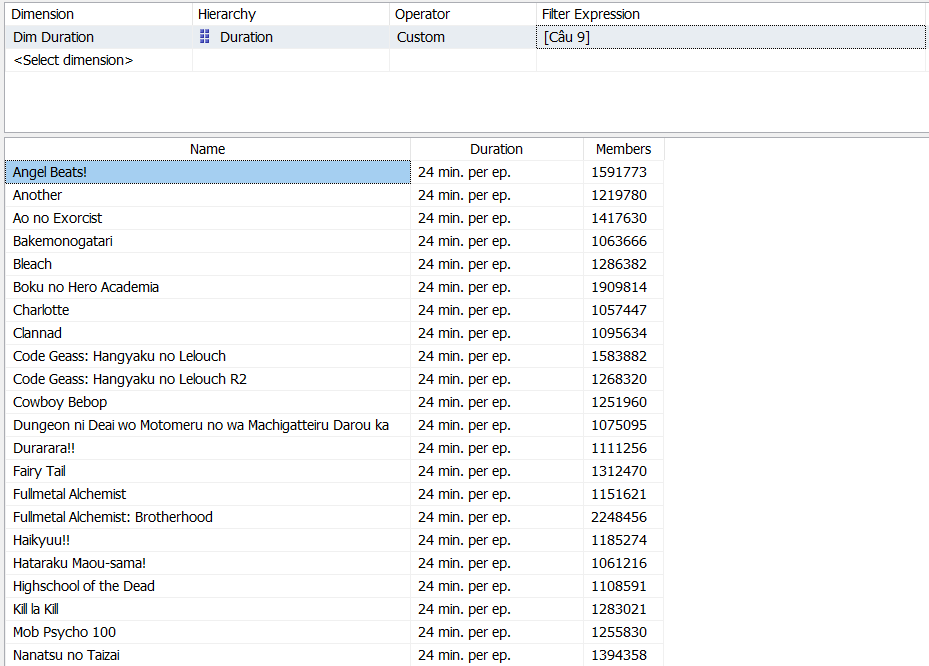 Dimension Hierarchy Operator Filter Expression
Dim Duration Duration Custom [Câu 9]
<Select dimension>
Name Duration Members
Angel Beats! 24 min. per ep. 1591773
Another 24 min. per ep. 1219780
Ao no Exorcist 24 min. per ep. 1417630
Bakemonogatari 24 min. per ep. 1063666
Bleach 24 min. per ep. 1286382
Boku no Hero Academia 24 min. per ep. 1909814
Charlotte 24 min. per ep. 1057447
Clannad 24 min. per ep. 1095634
Code Geass: Hangyaku no Lelouch 24 min. per ep. 1583882
Code Geass: Hangyaku no Lelouch R2 24 min. per ep. 1268320
Cowboy Bebop 24 min. per ep. 1251960
Dungeon ni Deai wo Motomeru no wa Machigatteiru Darou ka 24 min. per ep. 1075095
Durarara!! 24 min. per ep. 1111256
Fairy Tail 24 min. per ep. 1312470
Fullmetal Alchemist 24 min. per ep. 1151621
Fullmetal Alchemist: Brotherhood 24 min. per ep. 2248456
Haikyuu!! 24 min. per ep. 1185274
Hataraku Maou-sama! 24 min. per ep. 1061216
Highschool of the Dead 24 min. per ep. 1108591
Kill la Kill 24 min. per ep. 1283021
Mob Psycho 100 24 min. per ep. 1255830
Nanatsu no Taizai 24 min. per ep. 1394358